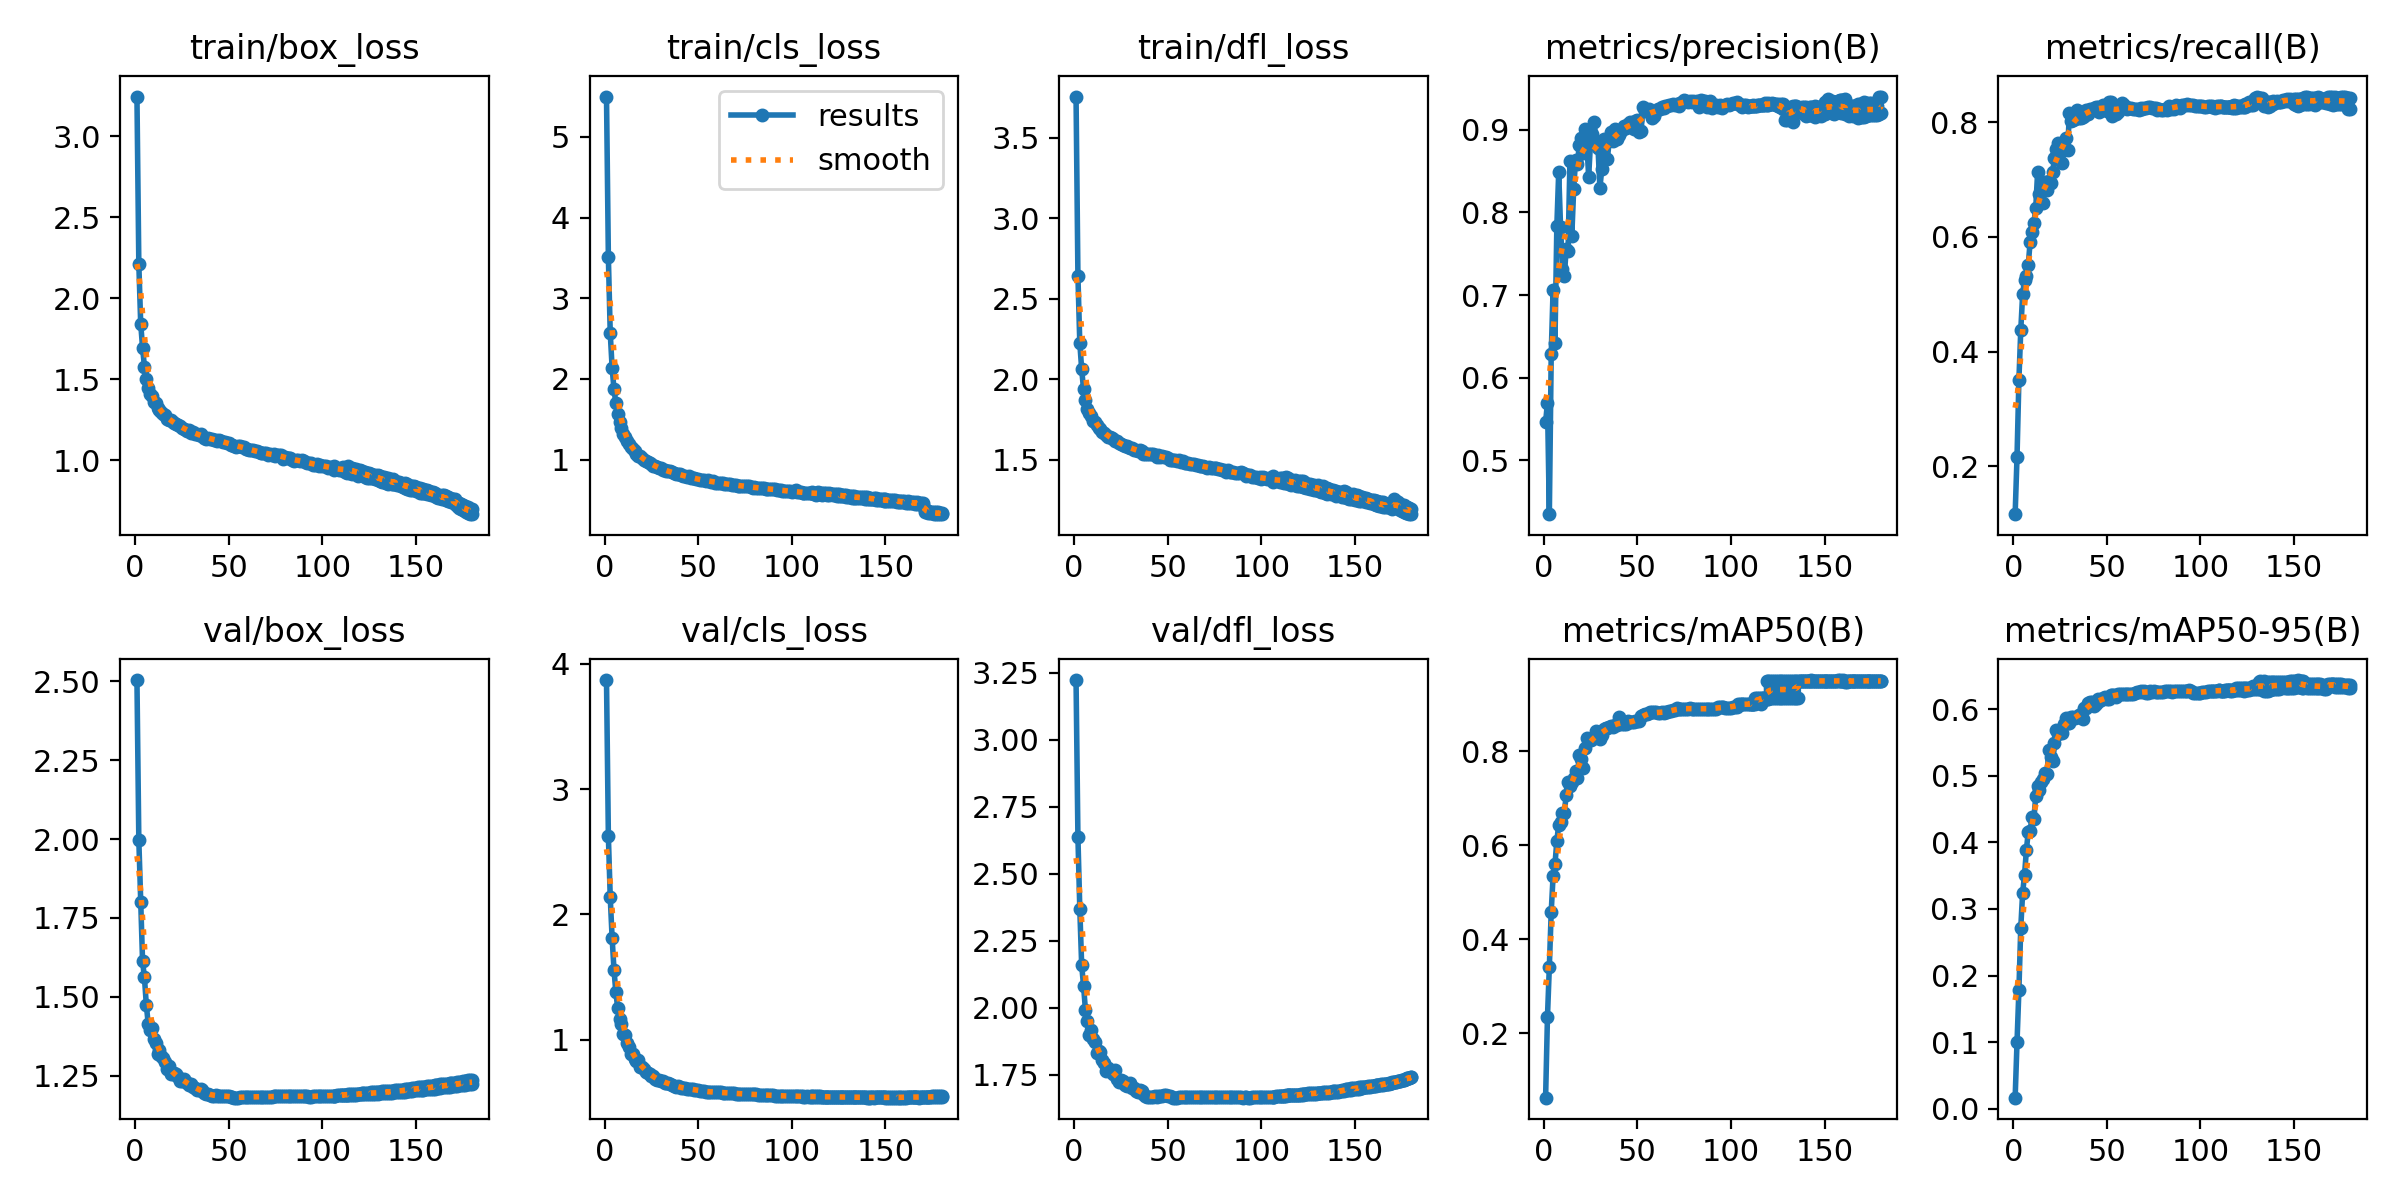 train/box_loss
3.0
2.5
2.0
1.5
1.0
0 50 100 150
train/cls_loss
results
smooth
5
4
3
2
1
0 50 100 150
train/dfl_loss
3.5
3.0
2.5
2.0
1.5
0 50 100 150
metrics/precision(B)
0.9
0.8
0.7
0.6
0.5
0 50 100 150
metrics/recall(B)
0.8
0.6
0.4
0.2
0 50 100 150
val/box_loss
2.50
2.25
2.00
1.75
1.50
1.25
0 50 100 150
val/cls_loss
4
3
2
1
0 50 100 150
val/dfl_loss
3.25
3.00
2.75
2.50
2.25
2.00
1.75
0 50 100 150
metrics/mAP50(B)
0.8
0.6
0.4
0.2
0 50 100 150
metrics/mAP50-95(B)
0.6
0.5
0.4
0.3
0.2
0.1
0.0
0 50 100 150